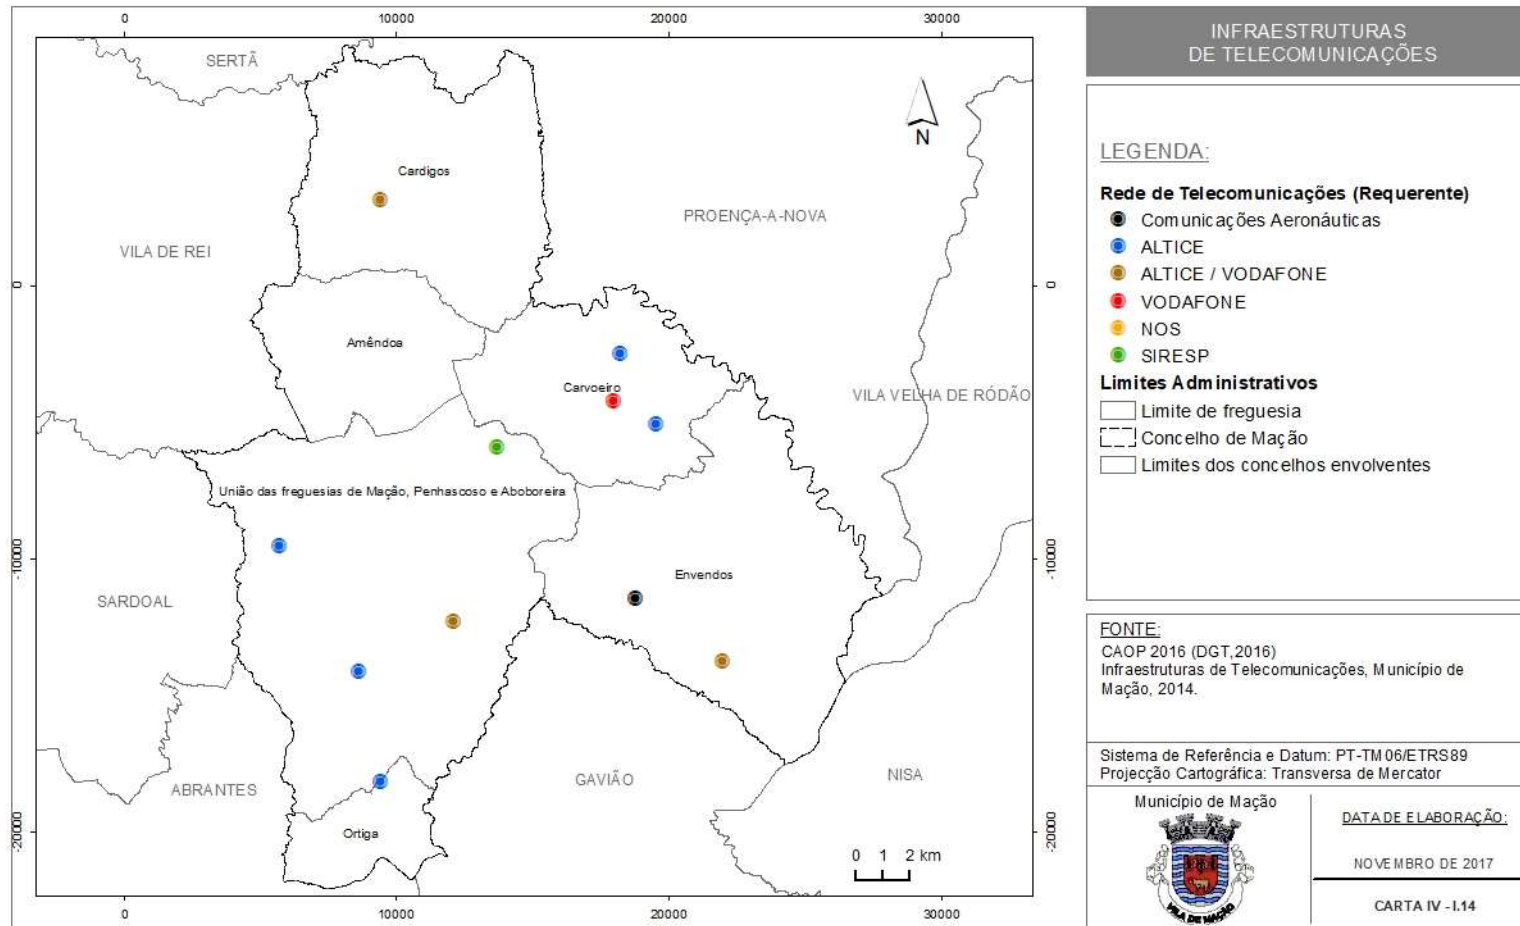 0
10000
20000
30000
SERTÃ
N
Cardigos
PROENÇA-A-NOVA
VILA DE REI
0
0
Amêndoa
Carvoeiro
VILA VELHA DE RÓDÃO
União das freguesias de Mação, Penhascoso e Aboboreira
-10000
-10000
Envendos
SARDOAL
GAVIÃO
NISA
ABRANTES
Ortiga
-20000
-20000
0 1 2 km
0
10000
20000
30000
INFRAESTRUTURAS
DE TELECOMUNICAÇÕES
LEGENDA:
Rede de Telecomunicações (Requerente)
Comunicações Aeronáuticas
ALTICE
ALTICE / VODAFONE
VODAFONE
NOS
SIRESP
Limites Administrativos
Limite de freguesia
Concelho de Mação
Limites dos concelhos envolventes
FONTE:
CAOP 2016 (DGT,2016)
Infraestruturas de Telecomunicações, Município de
Mação, 2014.
Sistema de Referência e Datum: PT-TM06/ETRS89
Projecção Cartográfica: Transversa de Mercator
Município de Mação
VILA DE MAÇÃO
DATA DE ELABORAÇÃO:
NOVEMBRO DE 2017
CARTA IV - I.14